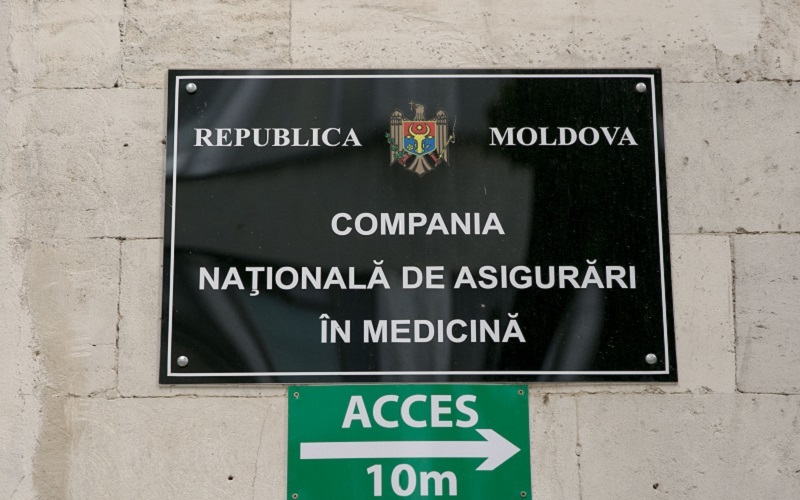 REPUBLICA MOLDOVA
COMPANIA
NAŢIONALĂ DE ASIGURĂRI
ÎN MEDICINĂ
ACCES
10m